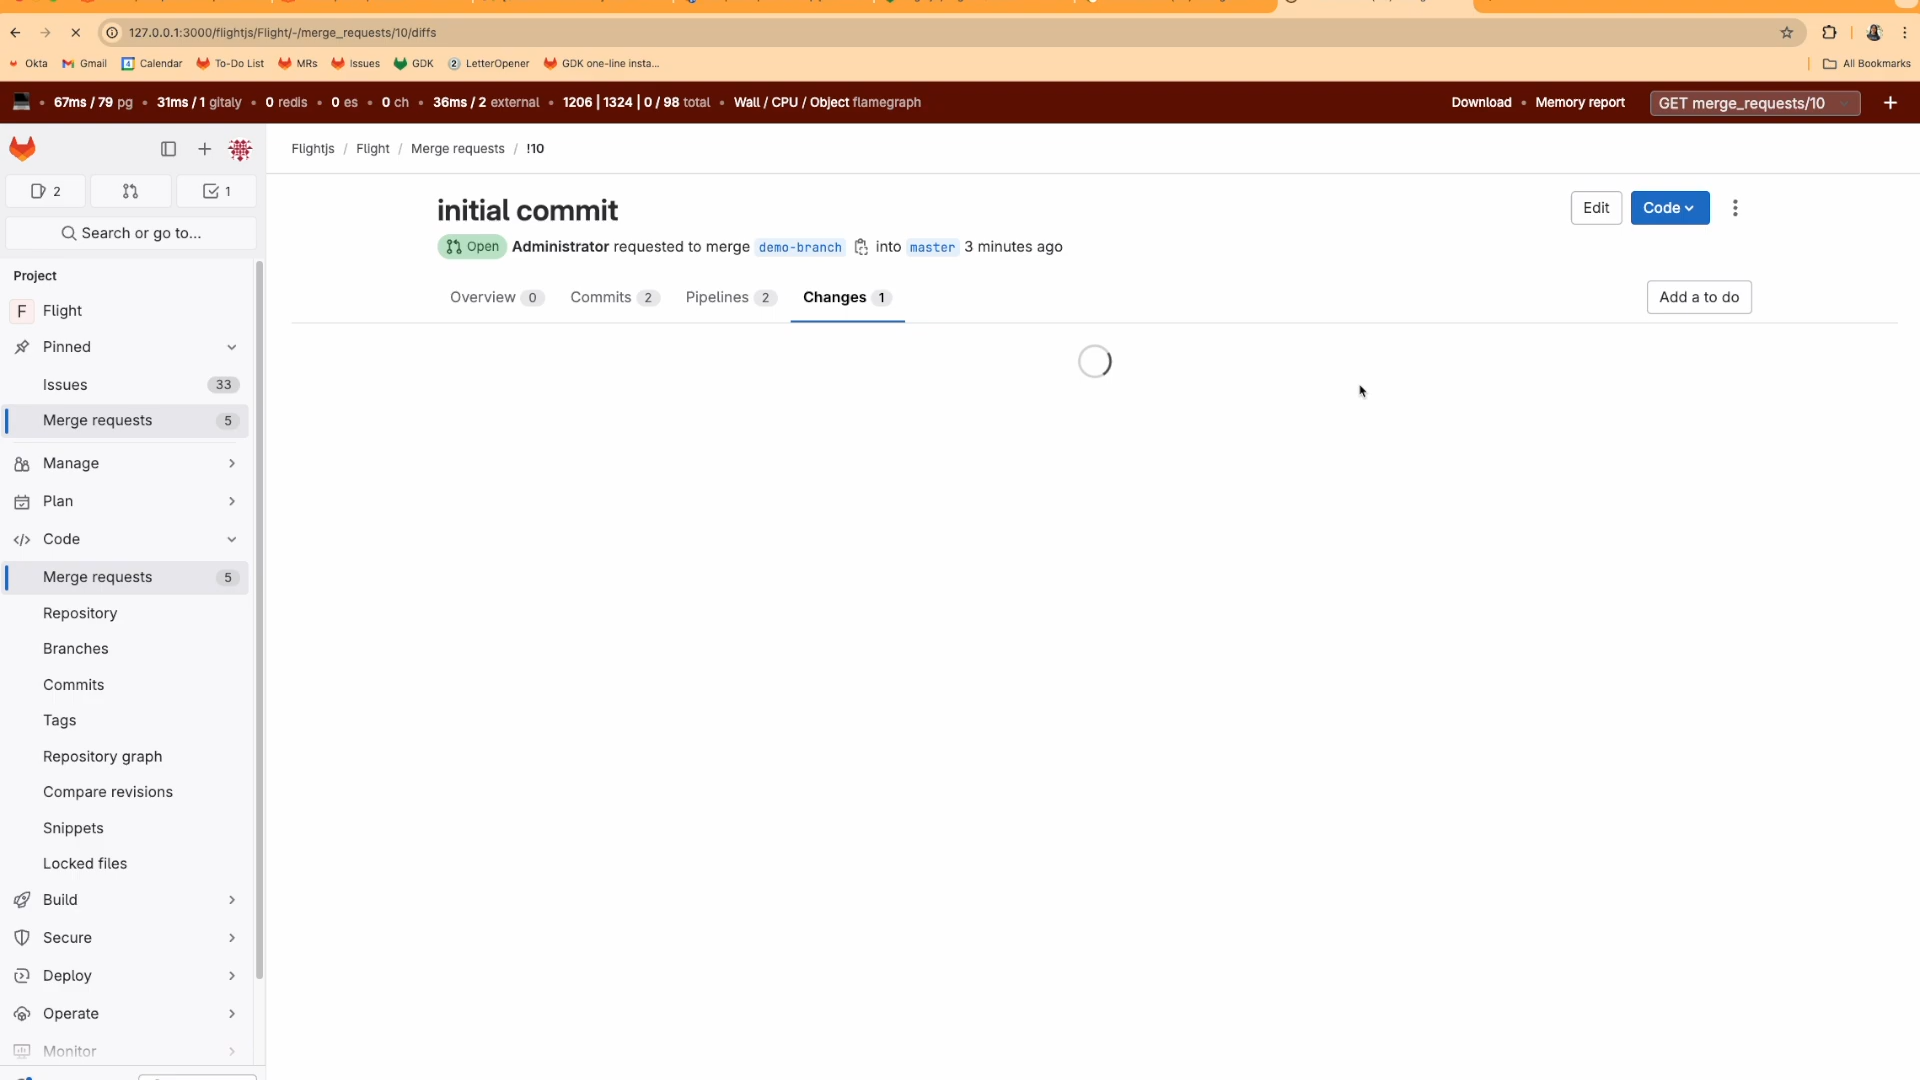 127.0.0.1:3000/flightjs/Flight/-/merge_requests/10/diffs
Okta Gmail Calendar To-Do List MRs Issues GDK LetterOpener GDK one-line insta... All Bookmarks
67ms / 79 pg • 31ms / 1 gitaly • 0 redis • 0 es • 0 ch • 36ms / 2 external • 1206 | 1324 | 0 / 98 total • Wall / CPU / Object flamegraph Download • Memory report GET merge_requests/10
Flightjs / Flight / Merge requests / !10
2 1
Search or go to...
Project
F Flight
Pinned
Issues 33
Merge requests 5
Manage
Plan
Code
Merge requests 5
Repository
Branches
Commits
Tags
Repository graph
Compare revisions
Snippets
Locked files
Build
Secure
Deploy
Operate
Monitor
initial commit
Edit Code
Open Administrator requested to merge demo-branch into master 3 minutes ago
Overview 0 Commits 2 Pipelines 2 Changes 1 Add a to do